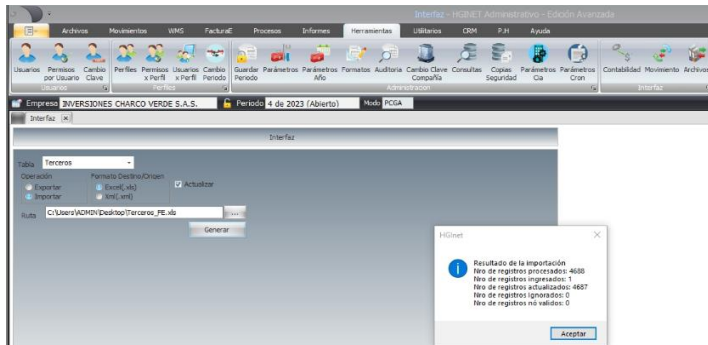 Interfaz - HGINET Administrativo - Edición Avanzada
Archivos Movimientos WMS FacturaE Procesos Informes Herramientas Utilitarios CRM P.H Ayuda
Usuarios Permisos por Usuario Cambio Clave Perfiles Permisos x Perfil Usuarios x Perfil Cambio Periodo Guardar Periodo Parámetros Parámetros Año Formatos Auditoria Cambio Clave Compañía Consultas Copias Seguridad Parámetros Cia Parámetros Cron Contabilidad Movimiento Archivos
Usuarios Perfiles Administracion Interfaz
Empresa INVERSIONES CHARCO VERDE S.A.S. Periodo 4 de 2023 (Abierto) Modo PCGA
Interfaz
Interfaz
Tabla Terceros
Operación Formato Destino/Origen
Exportar Excel(.xls) Actualizar
Importar Xml(.xml)
Ruta C:\Users\ADMIN\Desktop\Terceros_FE.xls ...
Generar
HGInet
Resultado de la importación
Nro de registros procesados: 4688
Nro de registros ingresados: 1
Nro de registros actualizados: 4687
Nro de registros ignorados: 0
Nro de registros nó validos: 0
Aceptar